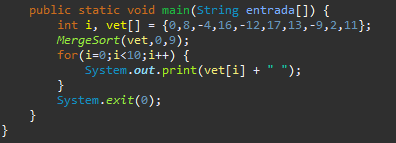 public static void main(String entrada[]) {
int i, vet[] = {0,8,-4,16,-12,17,13,-9,2,11};
MergeSort(vet,0,9);
for(i=0;i<10;i++) {
System.out.print(vet[i] + " ");
}
System.exit(0);
}
}